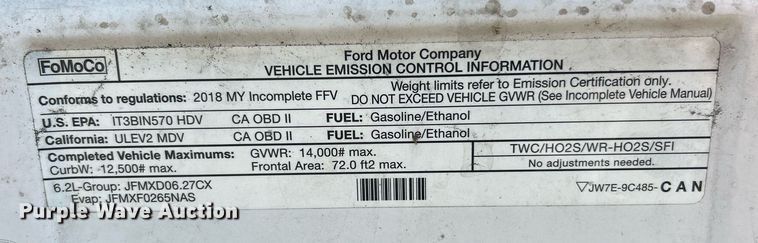 FoMoCo
Ford Motor Company
VEHICLE EMISSION CONTROL INFORMATION
Conforms to regulations: 2018 MY Incomplete FFV
Weight limits refer to Emission Certification only.
DO NOT EXCEED VEHICLE GVWR (See Incomplete Vehicle Manual)
U.S. EPA: IT3BIN570 HDV CA OBD II FUEL: Gasoline/Ethanol
California: ULEV2 MDV CA OBD II FUEL: Gasoline/Ethanol
Completed Vehicle Maximums: GVWR: 14,000# max.
CurbW: -12,500# max. Frontal Area: 72.0 ft2 max.
TWC/HO2S/WR-HO2S/SFI
No adjustments needed.
6.2L-Group: JFMXD06.27CX
Evap: JFMXF0265NAS
JW7E-9C485- CAN
Purple Wave Auction